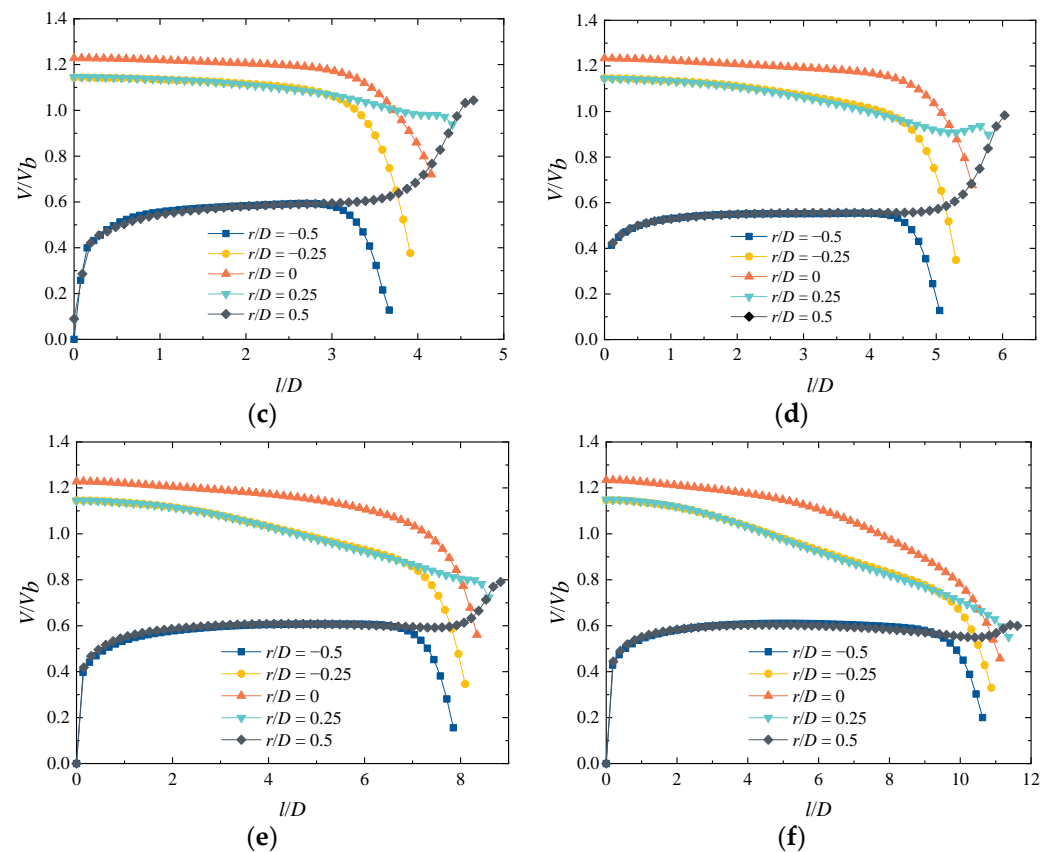 1.4
1.2
1.0
0.8
0.6
0.4
0.2
0.0
V/Vb
r/D = −0.5
r/D = −0.25
r/D = 0
r/D = 0.25
r/D = 0.5
0 1 2 3 4 5
l/D
(c)
1.4
1.2
1.0
0.8
0.6
0.4
0.2
0.0
V/Vb
r/D = −0.5
r/D = −0.25
r/D = 0
r/D = 0.25
r/D = 0.5
0 1 2 3 4 5 6
l/D
(d)
1.4
1.2
1.0
0.8
0.6
0.4
0.2
0.0
V/Vb
r/D = −0.5
r/D = −0.25
r/D = 0
r/D = 0.25
r/D = 0.5
0 2 4 6 8
l/D
(e)
1.4
1.2
1.0
0.8
0.6
0.4
0.2
0.0
V/Vb
r/D = −0.5
r/D = −0.25
r/D = 0
r/D = 0.25
r/D = 0.5
0 2 4 6 8 10 12
l/D
(f)